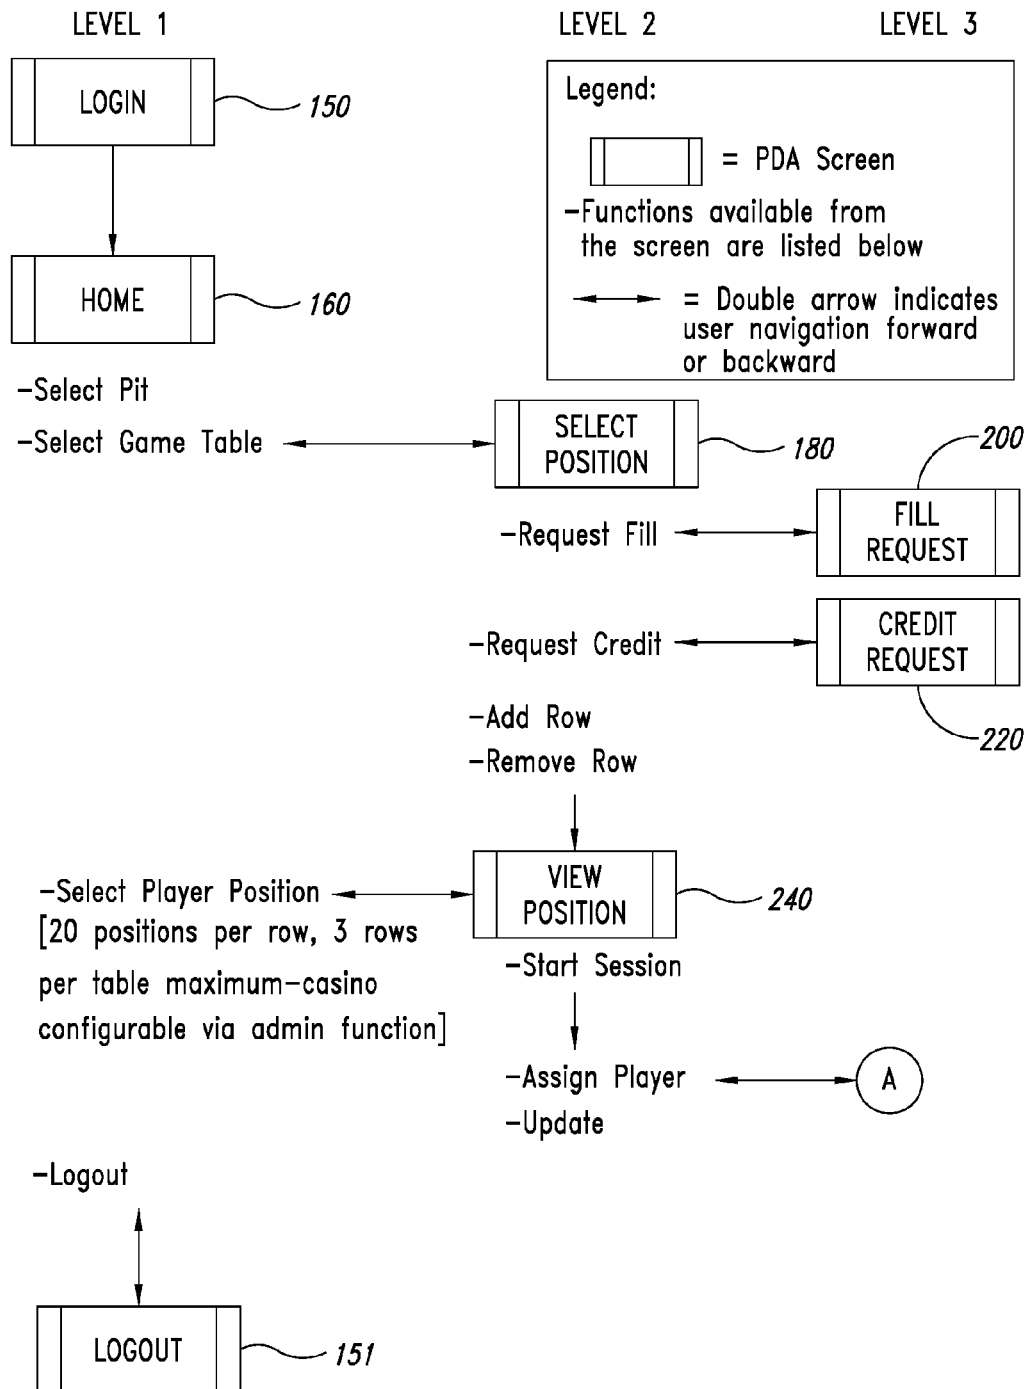 LEVEL 1
LEVEL 2
LEVEL 3
LOGIN
150
Legend:
= PDA Screen
-Functions available from
the screen are listed below
= Double arrow indicates
user navigation forward
or backward
HOME
160
-Select Pit
-Select Game Table
SELECT
POSITION
180
200
-Request Fill
FILL
REQUEST
-Request Credit
CREDIT
REQUEST
220
-Add Row
-Remove Row
-Select Player Position
[20 positions per row, 3 rows
per table maximum-casino
configurable via admin function]
VIEW
POSITION
240
-Start Session
-Assign Player
A
-Update
-Logout
LOGOUT
151